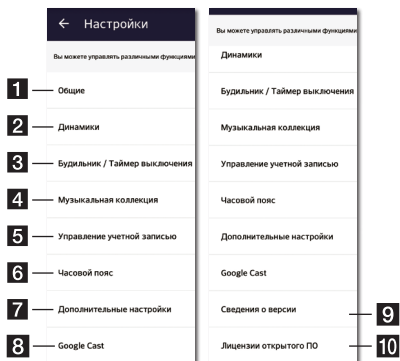 ← Настройки
Вы можете управлять различными функциями
1 Общие
2 Динамики
3 Будильник / Таймер выключения
4 Музыкальная коллекция
5 Управление учетной записью
6 Часовой пояс
7 Дополнительные настройки
8 Google Cast
Вы можете управлять различными функциями
Динамики
Будильник / Таймер выключения
Музыкальная коллекция
Управление учетной записью
Часовой пояс
Дополнительные настройки
Google Cast
Сведения о версии 9
Лицензии открытого ПО 10